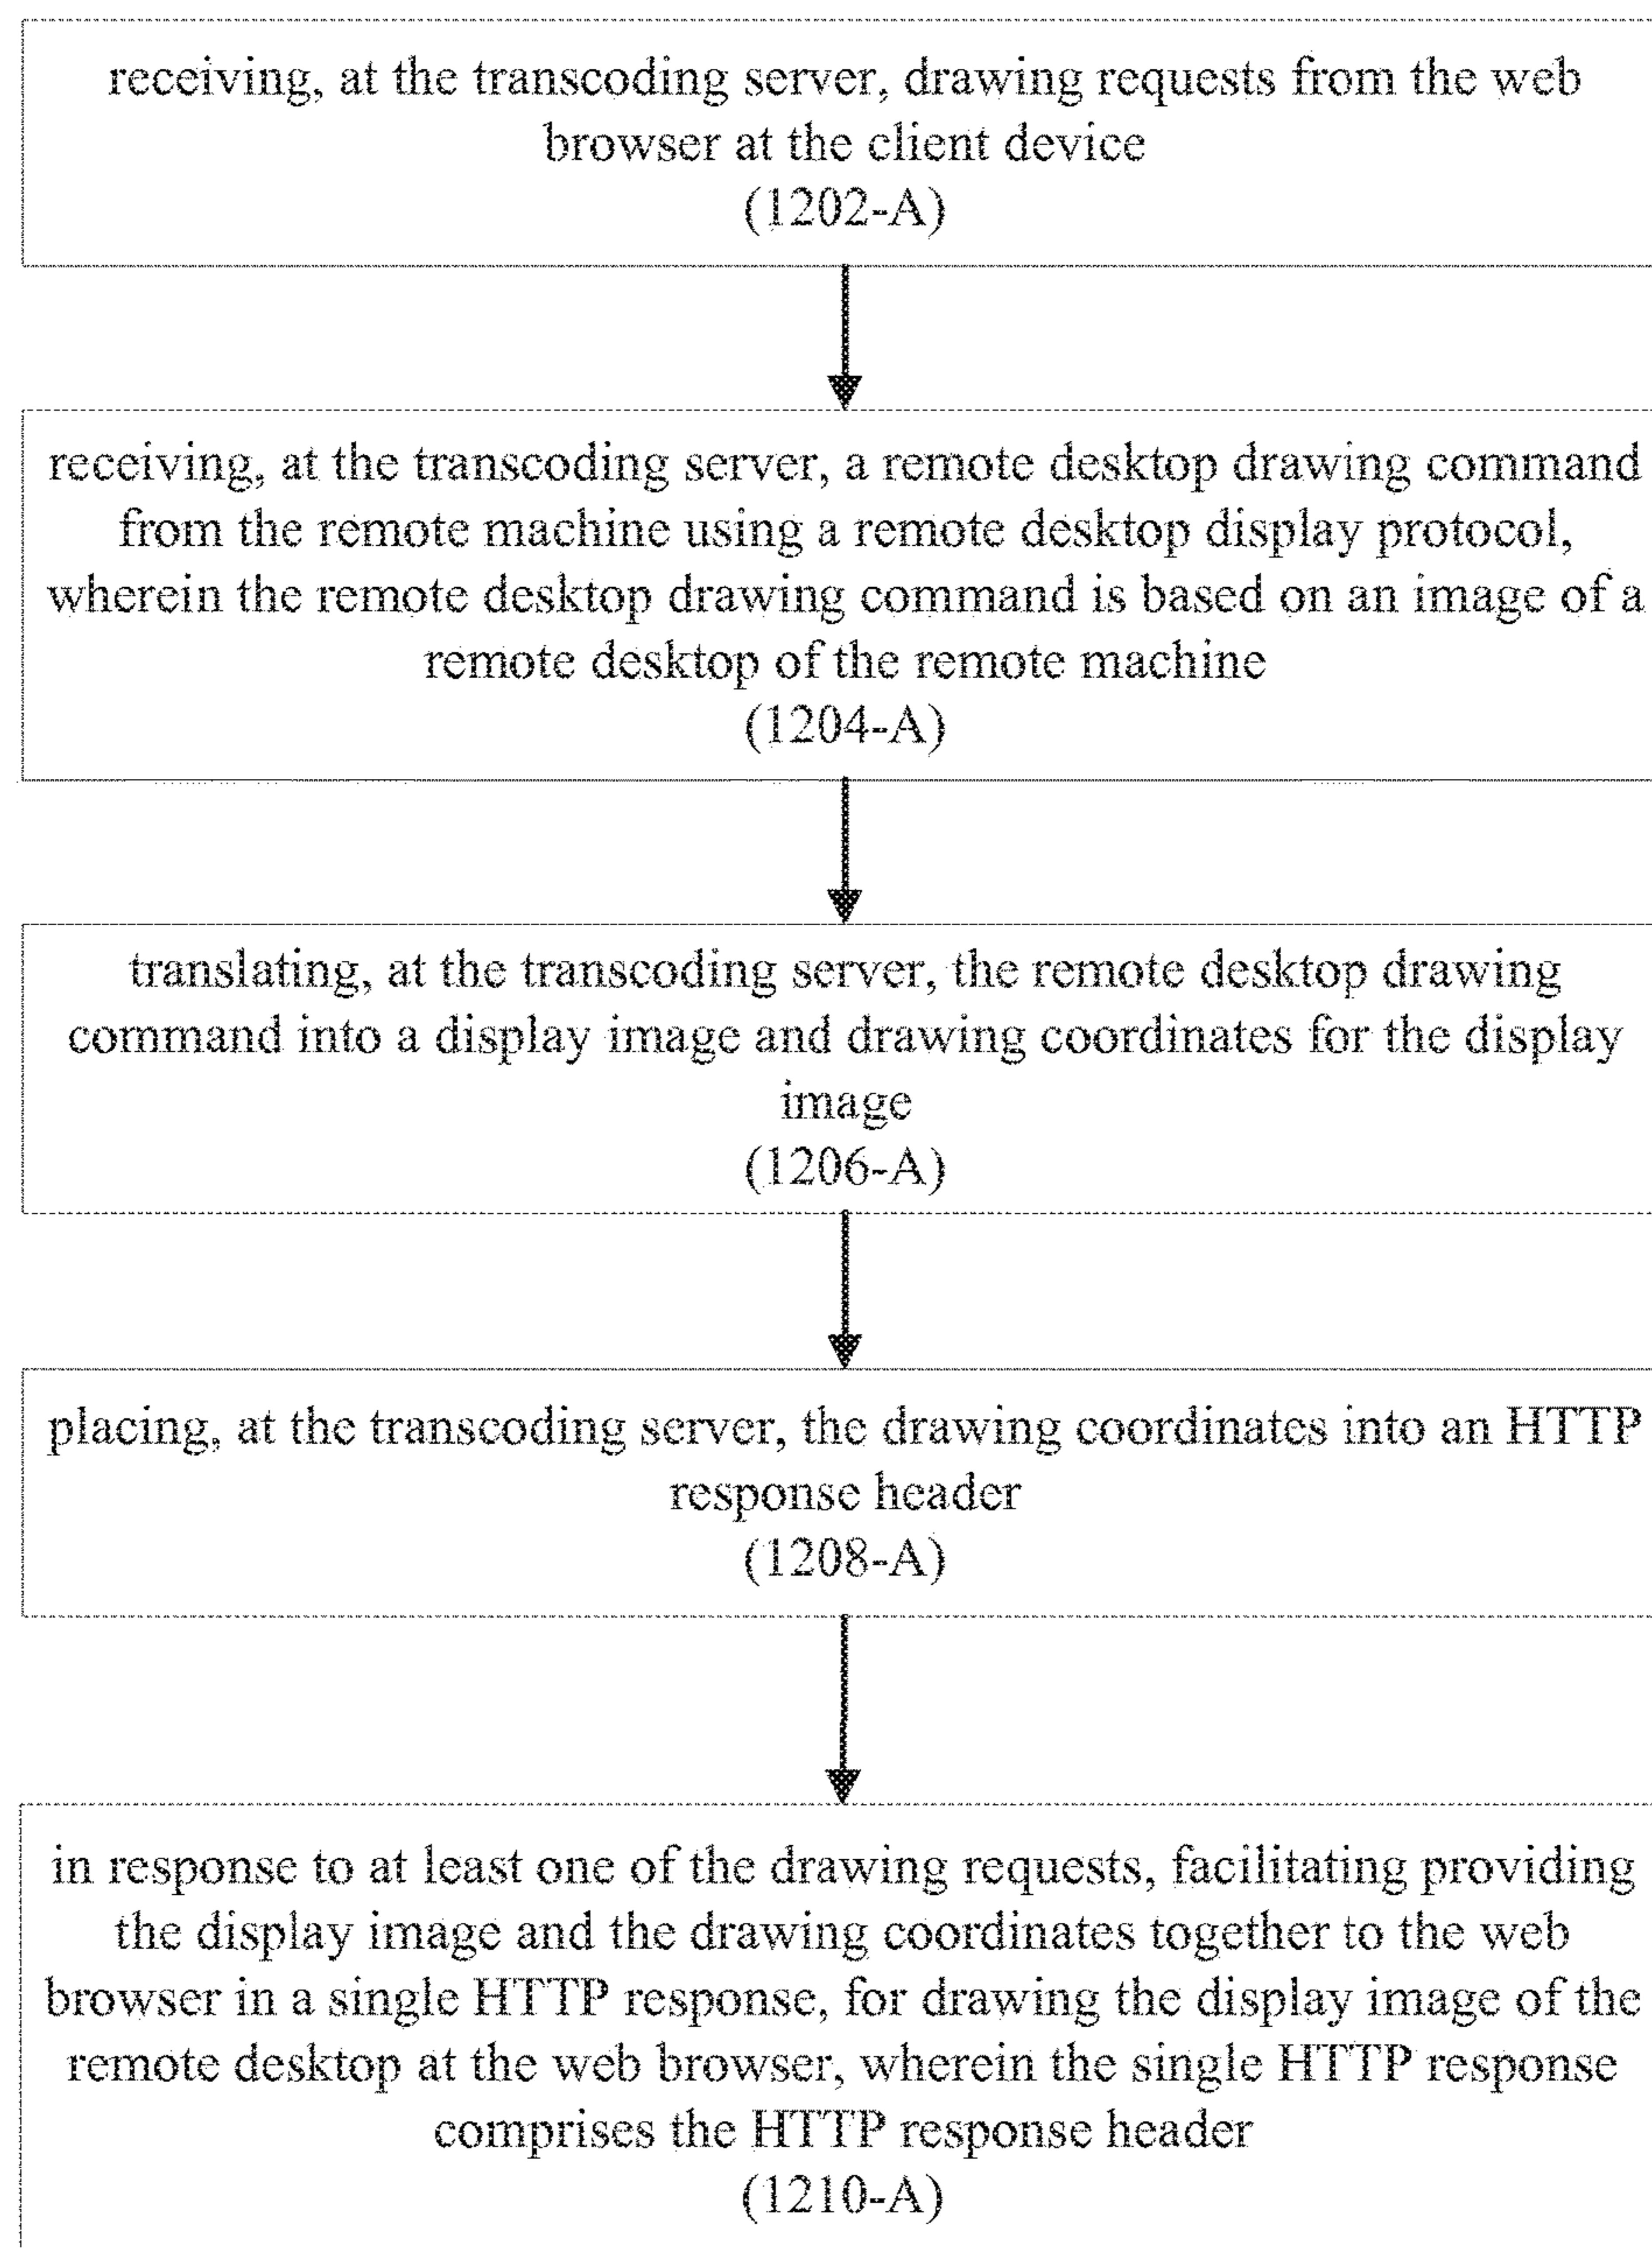 receiving, at the transcoding server, drawing requests from the web
browser at the client device
(1202-A)
receiving, at the transcoding server, a remote desktop drawing command
from the remote machine using a remote desktop display protocol,
wherein the remote desktop drawing command is based on an image of a
remote desktop of the remote machine
(1204-A)
translating, at the transcoding server, the remote desktop drawing
command into a display image and drawing coordinates for the display
image
(1206-A)
placing, at the transcoding server, the drawing coordinates into an HTTP
response header
(1208-A)
in response to at least one of the drawing requests, facilitating providing
the display image and the drawing coordinates together to the web
browser in a single HTTP response, for drawing the display image of the
remote desktop at the web browser, wherein the single HTTP response
comprises the HTTP response header
(1210-A)